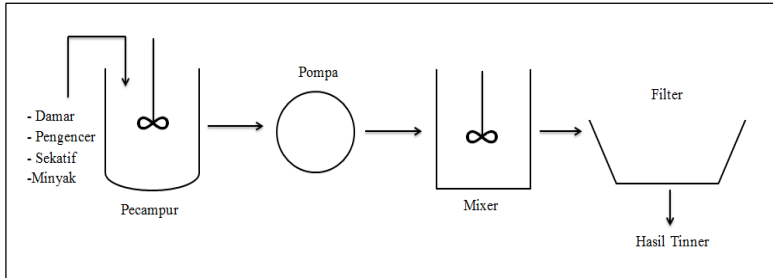 - Damar
- Pengencer
- Sekatif
-Minyak
Pecampur
Pompa
Mixer
Filter
Hasil Tinner